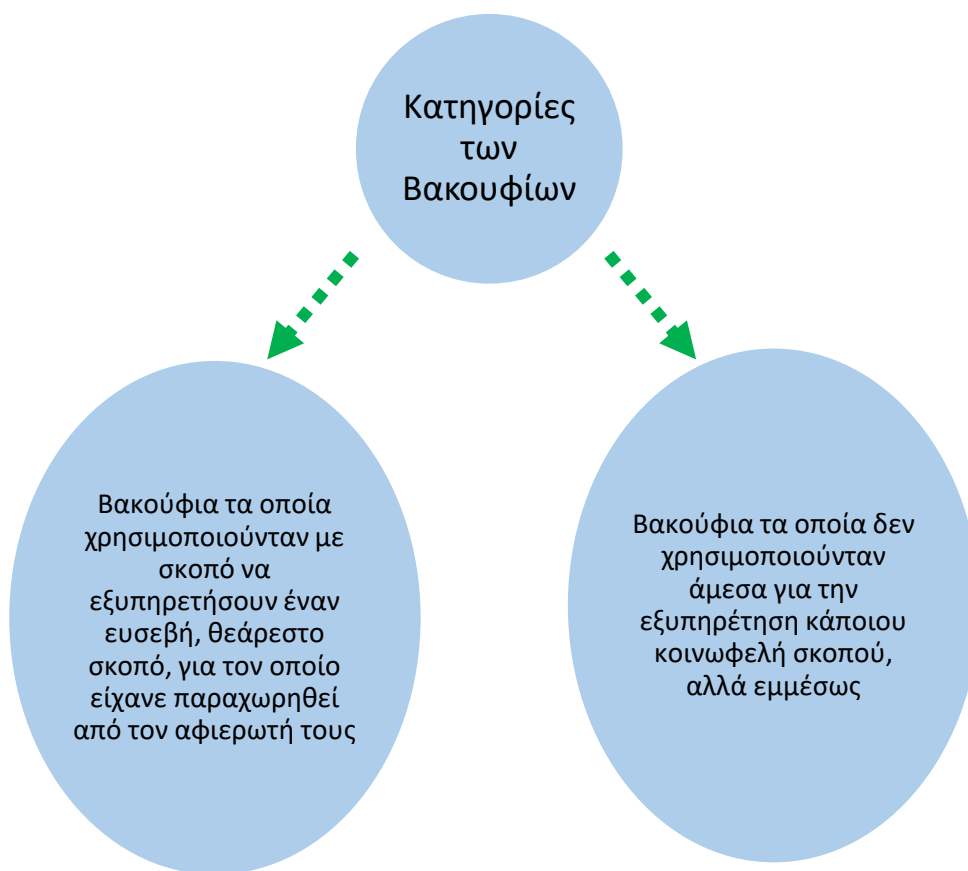 Κατηγορίες
των
Βακουφίων
Βακούφια τα οποία
χρησιμοποιούνταν με
σκοπό να
εξυπηρετήσουν έναν
ευσεβή, θεάρεστο
σκοπό, για τον οποίο
είχανε παραχωρηθεί
από τον αφιερωτή τους
Βακούφια τα οποία δεν
χρησιμοποιούνταν
άμεσα για την
εξυπηρέτηση κάποιου
κοινωφελή σκοπού,
αλλά εμμέσως